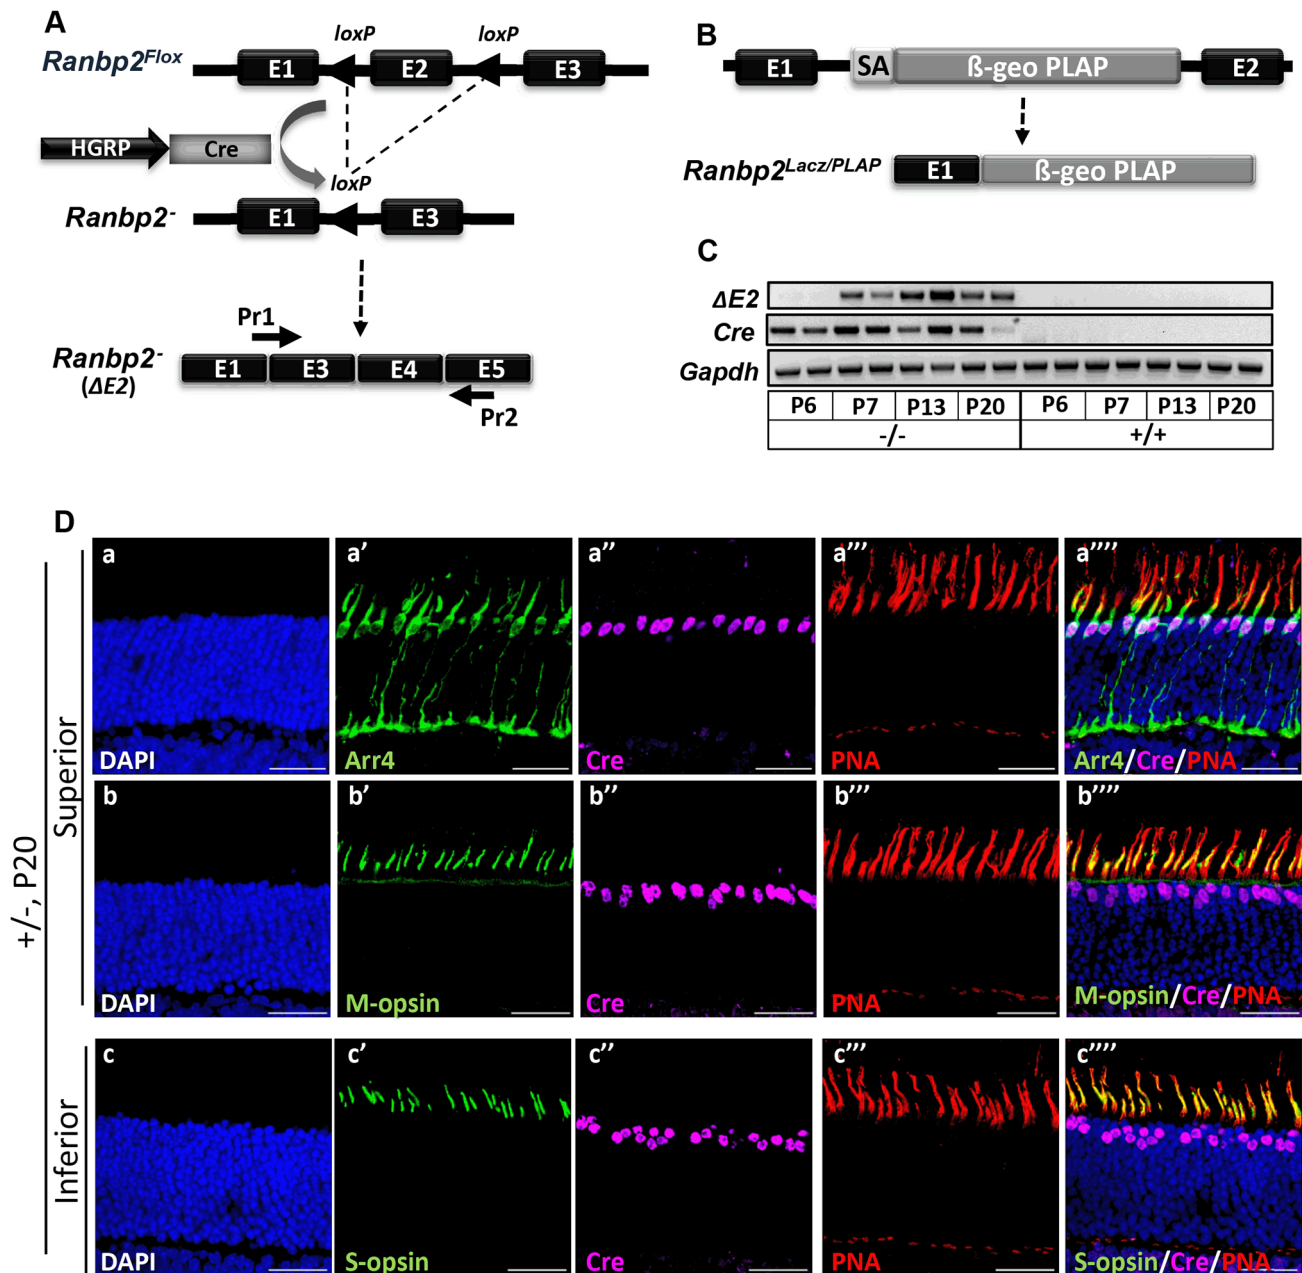 A
loxP
loxP
Ranbp2Flox
E1
E2
E3
HGRP
Cre
loxP
Ranbp2-
E1
E3
Pr1
Ranbp2-
(ΔE2)
E1
E3
E4
E5
Pr2
B
E1
SA
ß-geo PLAP
E2
Ranbp2Lacz/PLAP
E1
ß-geo PLAP
C
ΔE2
Cre
Gapdh
P6
P7
P13
P20
P6
P7
P13
P20
-/-
+/+
D
+/-, P20
Superior
a
DAPI
a’
Arr4
a’’
Cre
a’’’
PNA
a’’’’
Arr4/Cre/PNA
b
DAPI
b’
M-opsin
b’’
Cre
b’’’
PNA
b’’’’
M-opsin/Cre/PNA
Inferior
c
DAPI
c’
S-opsin
c’’
Cre
c’’’
PNA
c’’’’
S-opsin/Cre/PNA